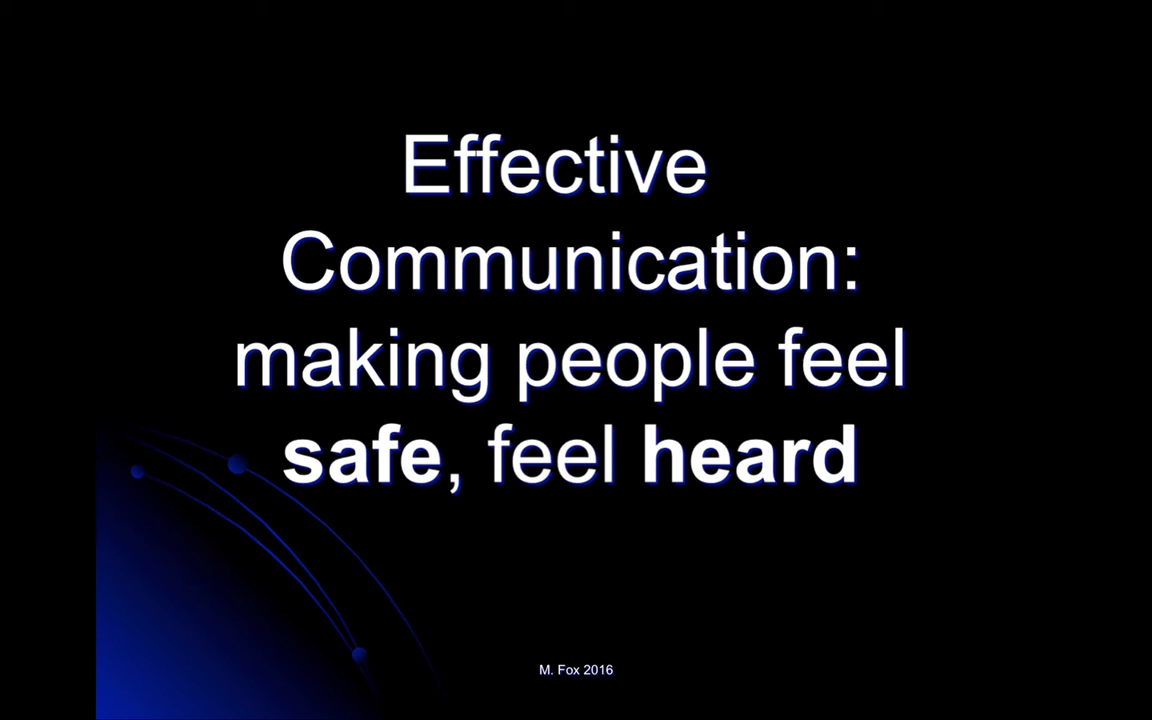 Effective
Communication:
making people feel
safe, feel heard
M. Fox 2016